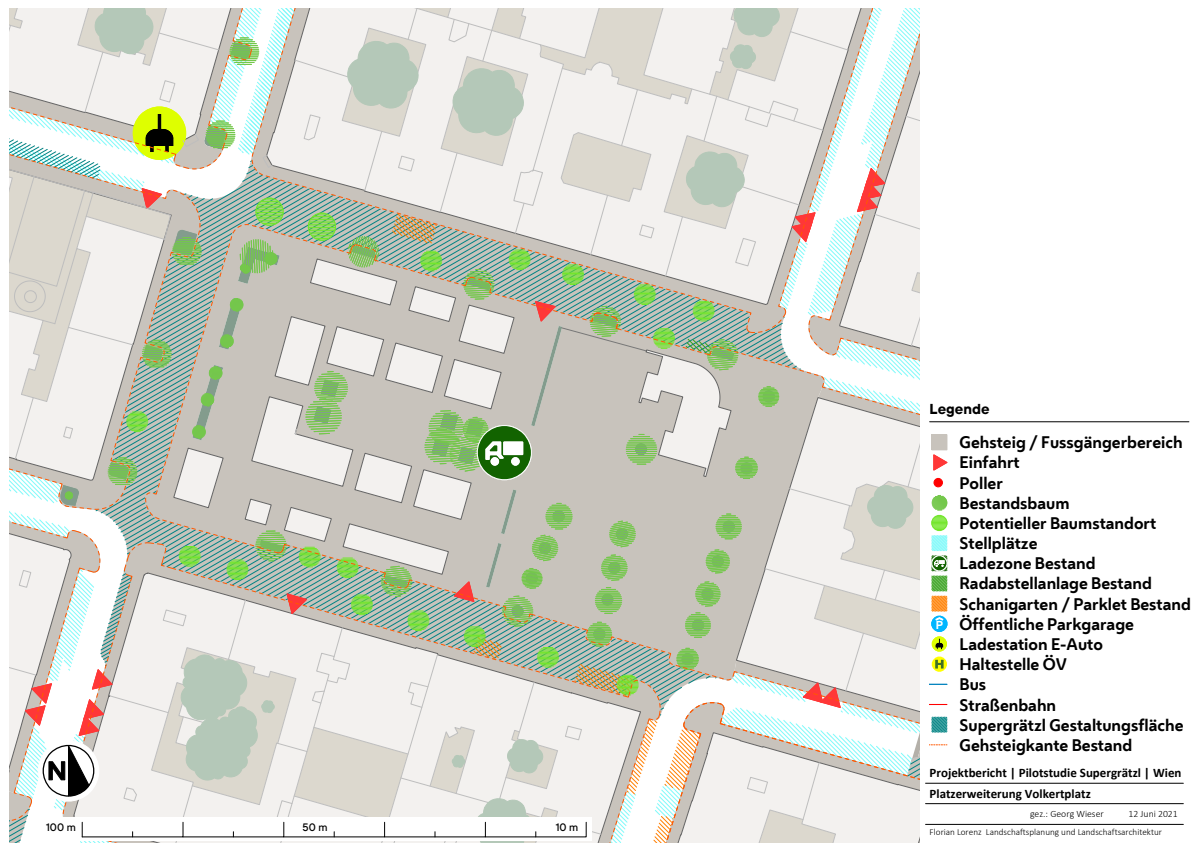 Legende
Gehsteig / Fussgängerbereich
Einfahrt
Poller
Bestandsbaum
Potentieller Baumstandort
Stellplätze
Ladezone Bestand
Radabstellanlage Bestand
Schanigarten / Parklet Bestand
P Öffentliche Parkgarage
Ladestation E-Auto
H Haltestelle ÖV
Bus
Straßenbahn
Supergrätzl Gestaltungsfläche
Gehsteigkante Bestand
Projektbericht | Pilotstudie Supergrätzl | Wien
Platzerweiterung Volkertplatz
gez.: Georg Wieser 12 Juni 2021
Florian Lorenz Landschaftsplanung und Landschaftsarchitektur
N
100 m 50 m 10 m